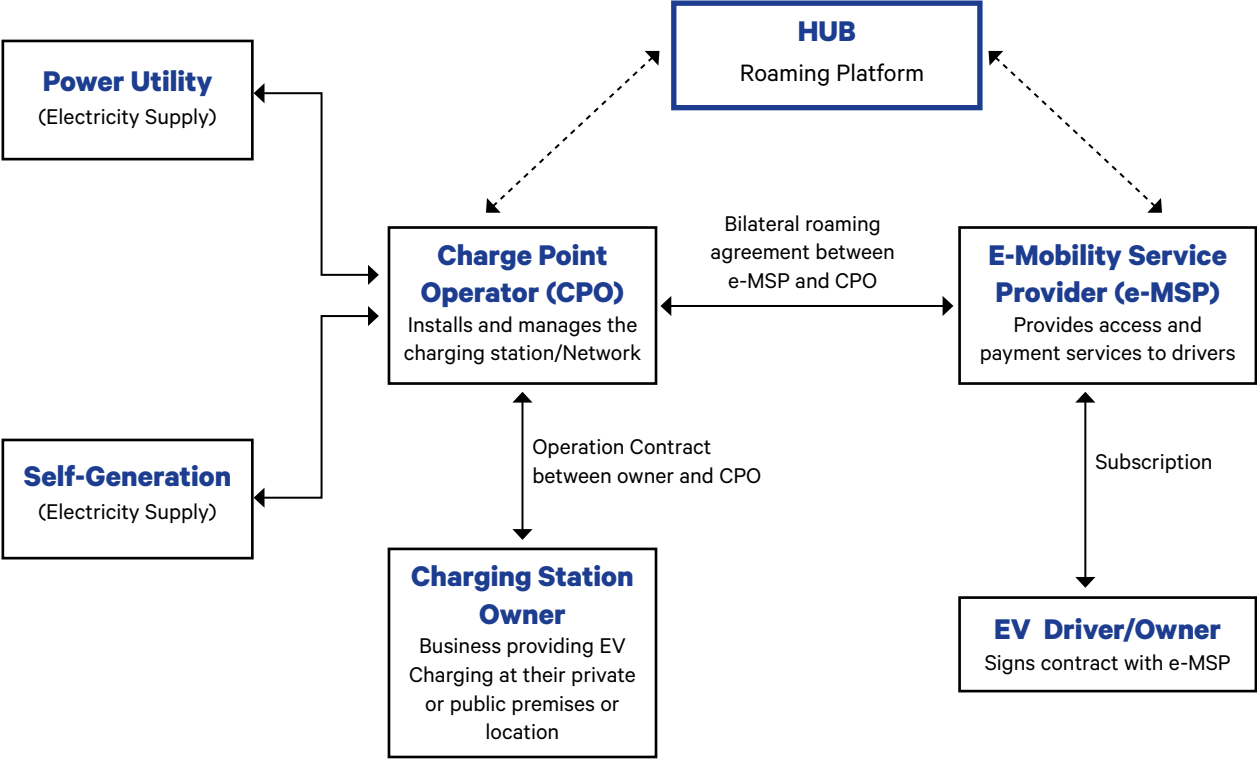 HUB
Roaming Platform
Power Utility
(Electricity Supply)
Charge Point
Operator (CPO)
Installs and manages the
charging station/Network
Bilateral roaming
agreement between
e-MSP and CPO
E-Mobility Service
Provider (e-MSP)
Provides access and
payment services to drivers
Self-Generation
(Electricity Supply)
Operation Contract
between owner and CPO
Subscription
Charging Station
Owner
Business providing EV
Charging at their private
or public premises or
location
EV Driver/Owner
Signs contract with e-MSP